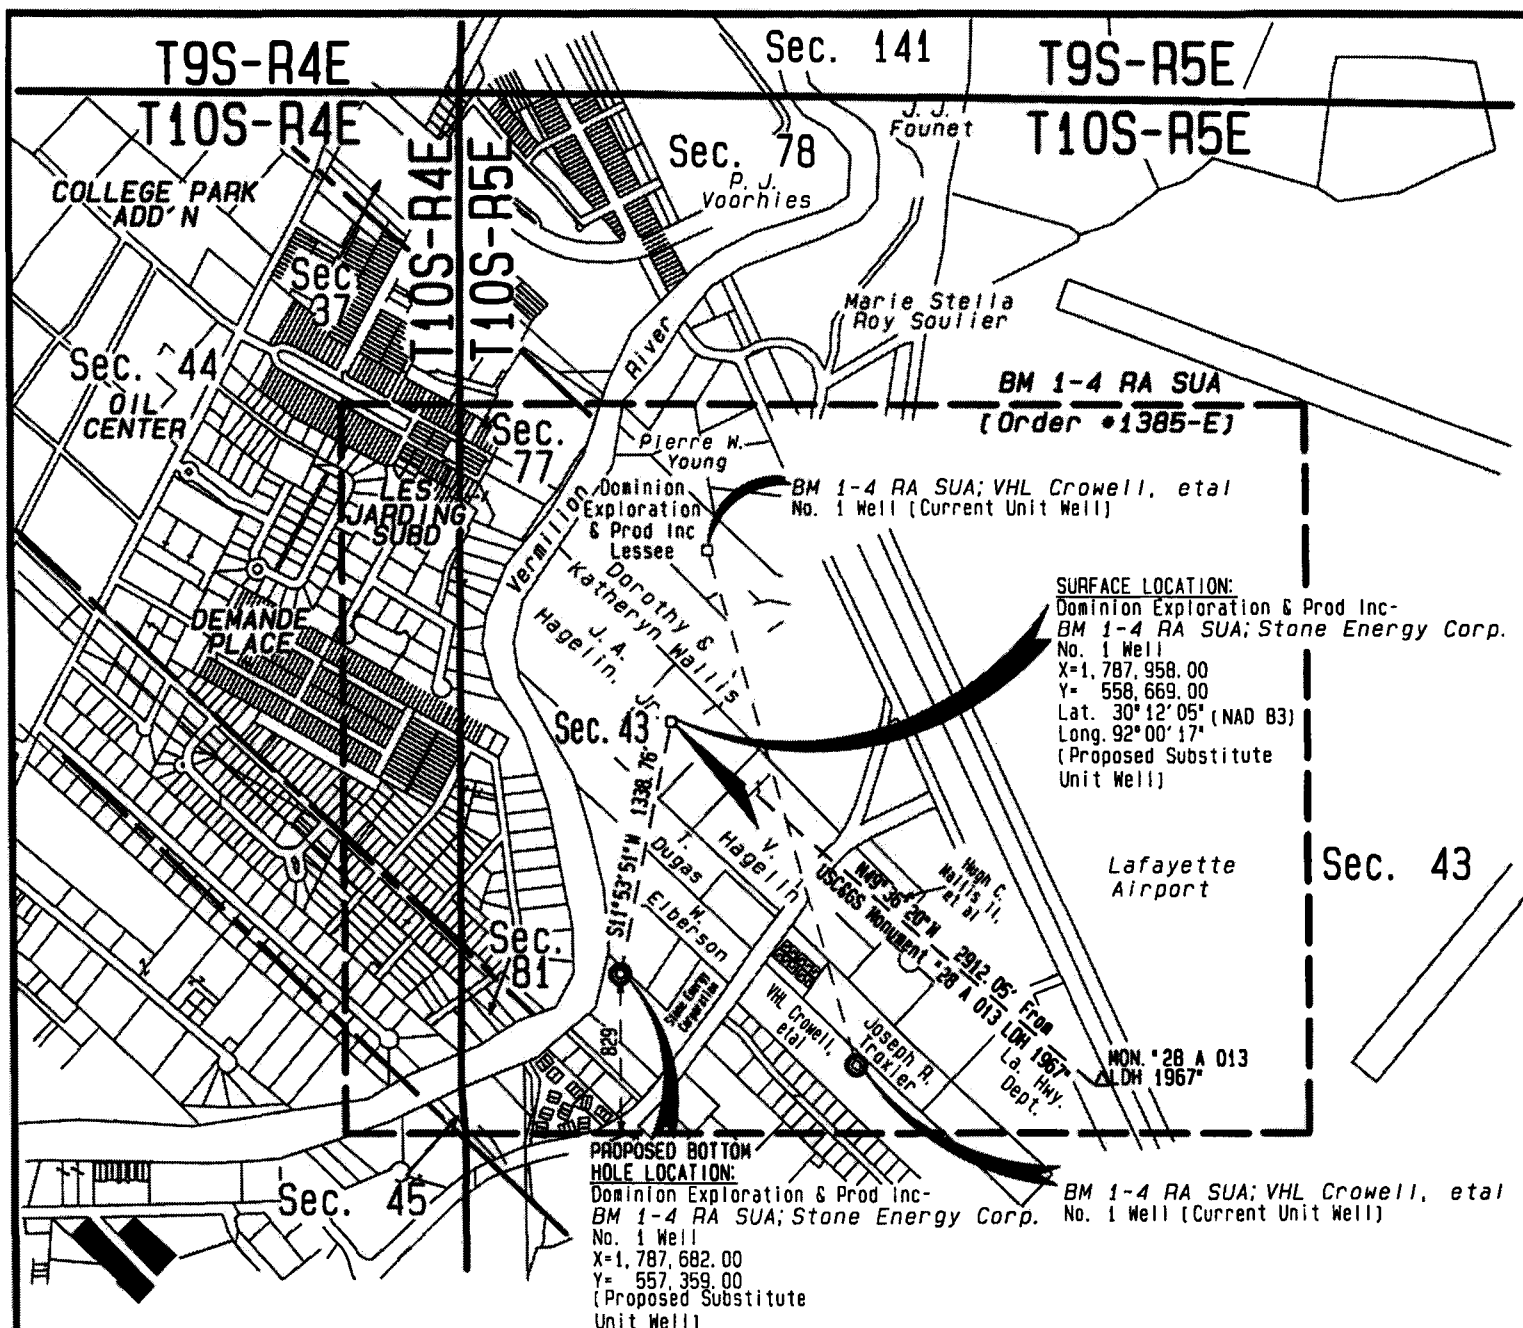 T9S-R4E
Sec. 141
T9S-R5E
T10S-R4E
J. J.
Founet
T10S-R5E
T10S-R4E
T10S-R5E
Sec. 78
P. J.
Voorhies
COLLEGE PARK
ADD'N
Sec
37
Marie Stella
Roy Saulier
River
Sec. 44
OIL
CENTER
BM 1-4 RA SUA
(Order #1385-E)
Sec.
77
Pierre W.
Young
LES
JARDING
SUBD
Vermilion
Dominion
Exploration
& Prod Inc
Lessee
BM 1-4 RA SUA; VHL Crowell, etal
No. 1 Well (Current Unit Well)
Dorothy &
Katheryn Wallis
J. A.
Hagelin,
Jr.
DEMANDE
PLACE
SURFACE LOCATION:
Dominion Exploration & Prod Inc-
BM 1-4 RA SUA; Stone Energy Corp.
No. 1 Well
X=1,787,958.00
Y= 558,669.00
Lat. 30°12'05" (NAD 83)
Long. 92°00'17"
(Proposed Substitute
Unit Well)
Sec. 43
S11°53'51"W 1338.76'
T.
Dugas
V.
Hagelin
W.
Elberson
Hugh C.
Wallis II,
et al
Lafayette
Airport
Sec. 43
N49°36'20"W 2912.05' From
USC&GS Monument "28 A 013 LDH 1967"
Sec.
81
Stone Energy
Corporation
829'
VHL Crowell,
etal
Joseph R.
Troxler
La. Hwy.
Dept.
MON. "28 A 013
LDH 1967"
Sec. 45
PROPOSED BOTTOM
HOLE LOCATION:
Dominion Exploration & Prod Inc-
BM 1-4 RA SUA; Stone Energy Corp.
No. 1 Well
X=1,787,682.00
Y= 557,359.00
(Proposed Substitute
Unit Well)
BM 1-4 RA SUA; VHL Crowell, etal
No. 1 Well (Current Unit Well)